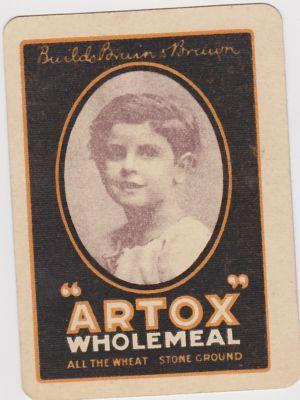 Builds Brain & Brawn
"ARTOX"
WHOLEMEAL
ALL THE WHEAT STONE GROUND